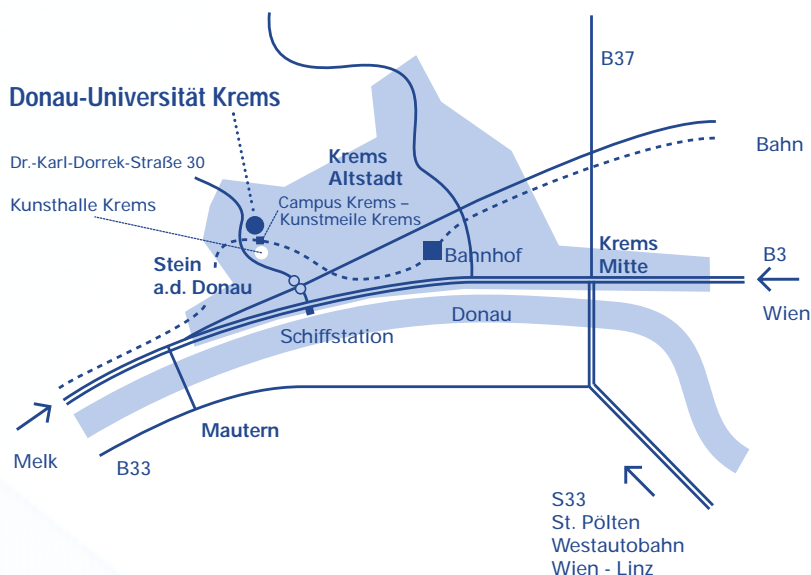 B37
Donau-Universität Krems
Bahn
Dr.-Karl-Dorrek-Straße 30
Krems
Altstadt
Kunsthalle Krems
Campus Krems –
Kunstmeile Krems
Stein
a.d. Donau
Bahnhof
Krems
Mitte
B3
Wien
Donau
Schiffstation
Mautern
Melk
B33
S33
St. Pölten
Westautobahn
Wien - Linz